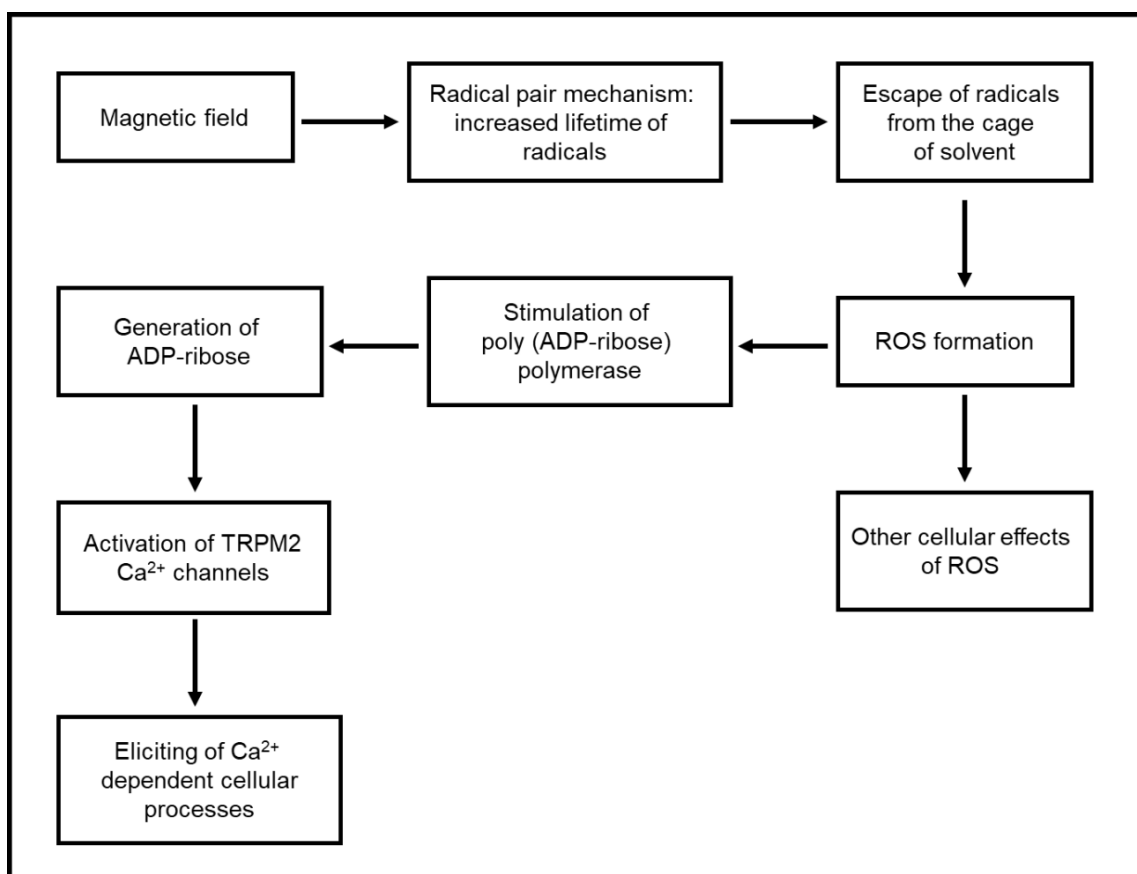 Magnetic field
Radical pair mechanism:
increased lifetime of
radicals
Escape of radicals
from the cage
of solvent
ROS formation
Stimulation of
poly (ADP-ribose)
polymerase
Generation of
ADP-ribose
Activation of TRPM2
Ca²⁺ channels
Eliciting of Ca²⁺
dependent cellular
processes
Other cellular effects
of ROS